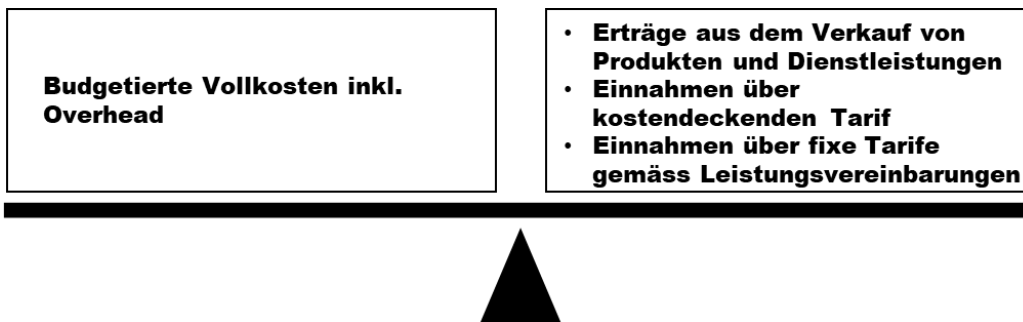 Budgetierte Vollkosten inkl.
Overhead
• Erträge aus dem Verkauf von
Produkten und Dienstleistungen
• Einnahmen über
kostendeckenden Tarif
• Einnahmen über fixe Tarife
gemäss Leistungsvereinbarungen